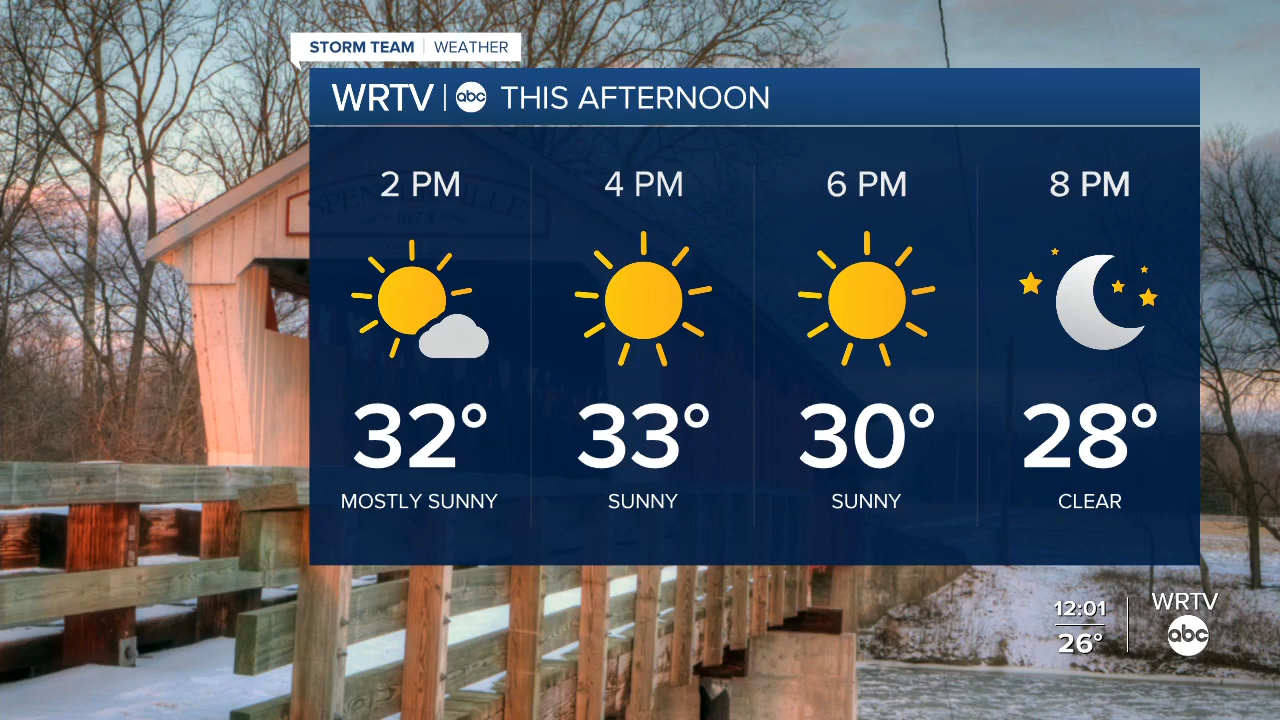 STORM TEAM | WEATHER
WRTV | abc THIS AFTERNOON
2 PM
32°
MOSTLY SUNNY
4 PM
33°
SUNNY
6 PM
30°
SUNNY
8 PM
28°
CLEAR
12:01
26°
WRTV
abc